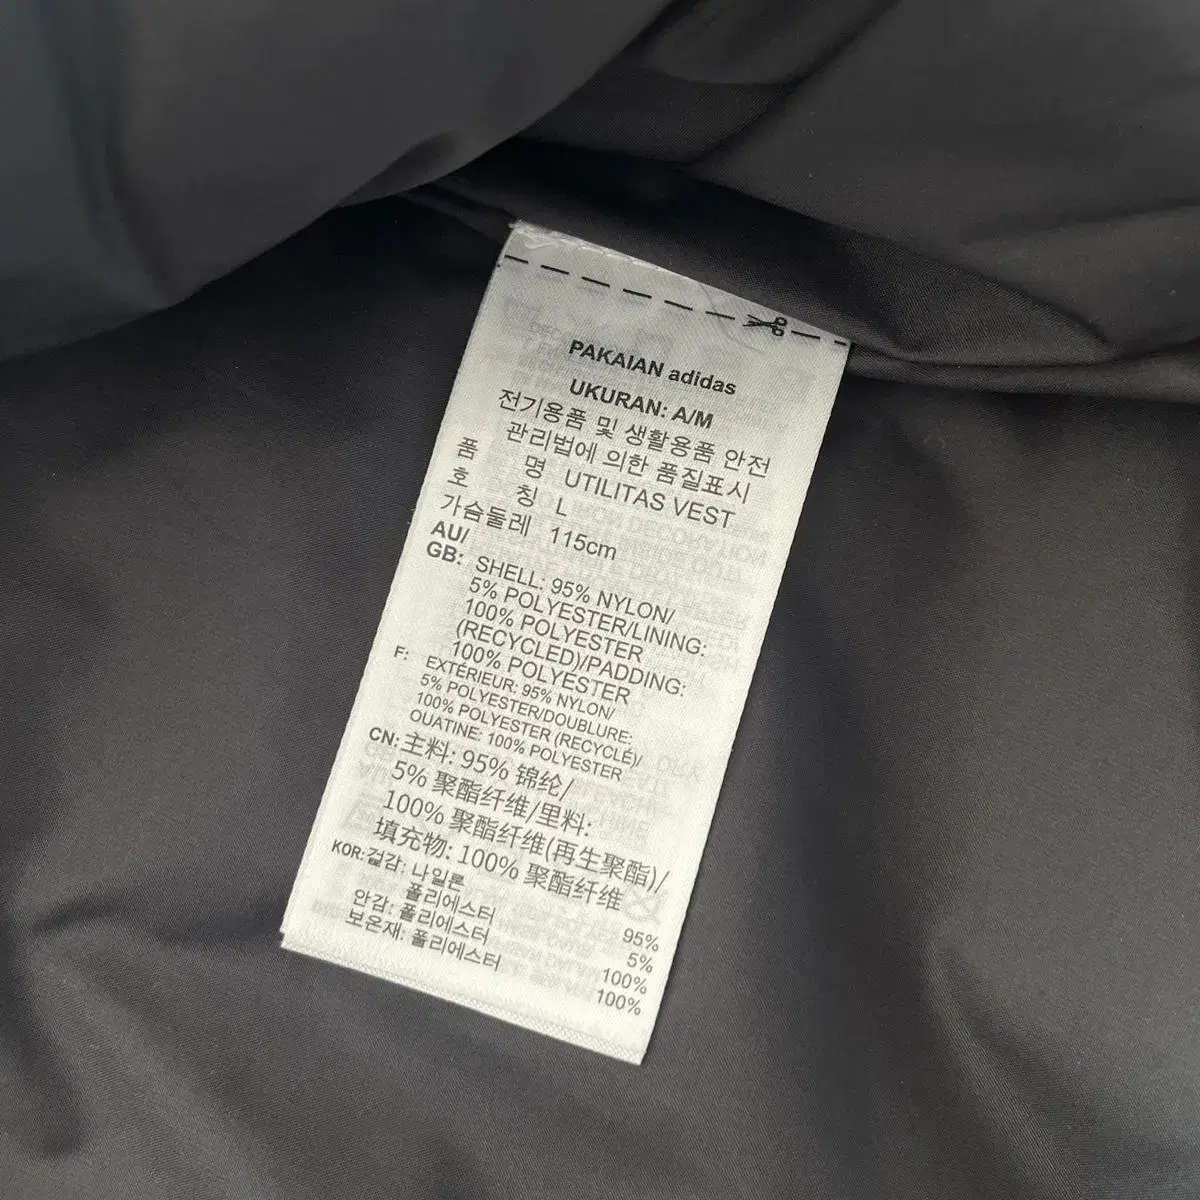 PAKAIAN adidas
UKURAN: A/M
전기용품 및 생활용품 안전
관리법에 의한 품질표시
품 명 UTILITAS VEST
호 칭 L
가슴둘레 115cm
AU/
GB: SHELL: 95% NYLON/
5% POLYESTER/LINING:
100% POLYESTER
(RECYCLED)/PADDING:
100% POLYESTER
F: EXTÉRIEUR: 95% NYLON/
5% POLYESTER/DOUBLURE:
100% POLYESTER (RECYCLÉ)/
OUATINE: 100% POLYESTER
CN: 主料: 95% 锦纶/
5% 聚酯纤维/里料:
100% 聚酯纤维(再生聚酯)/
填充物: 100% 聚酯纤维
KOR: 겉감: 나일론 95%
폴리에스터 5%
안감: 폴리에스터 100%
보온재: 폴리에스터 100%